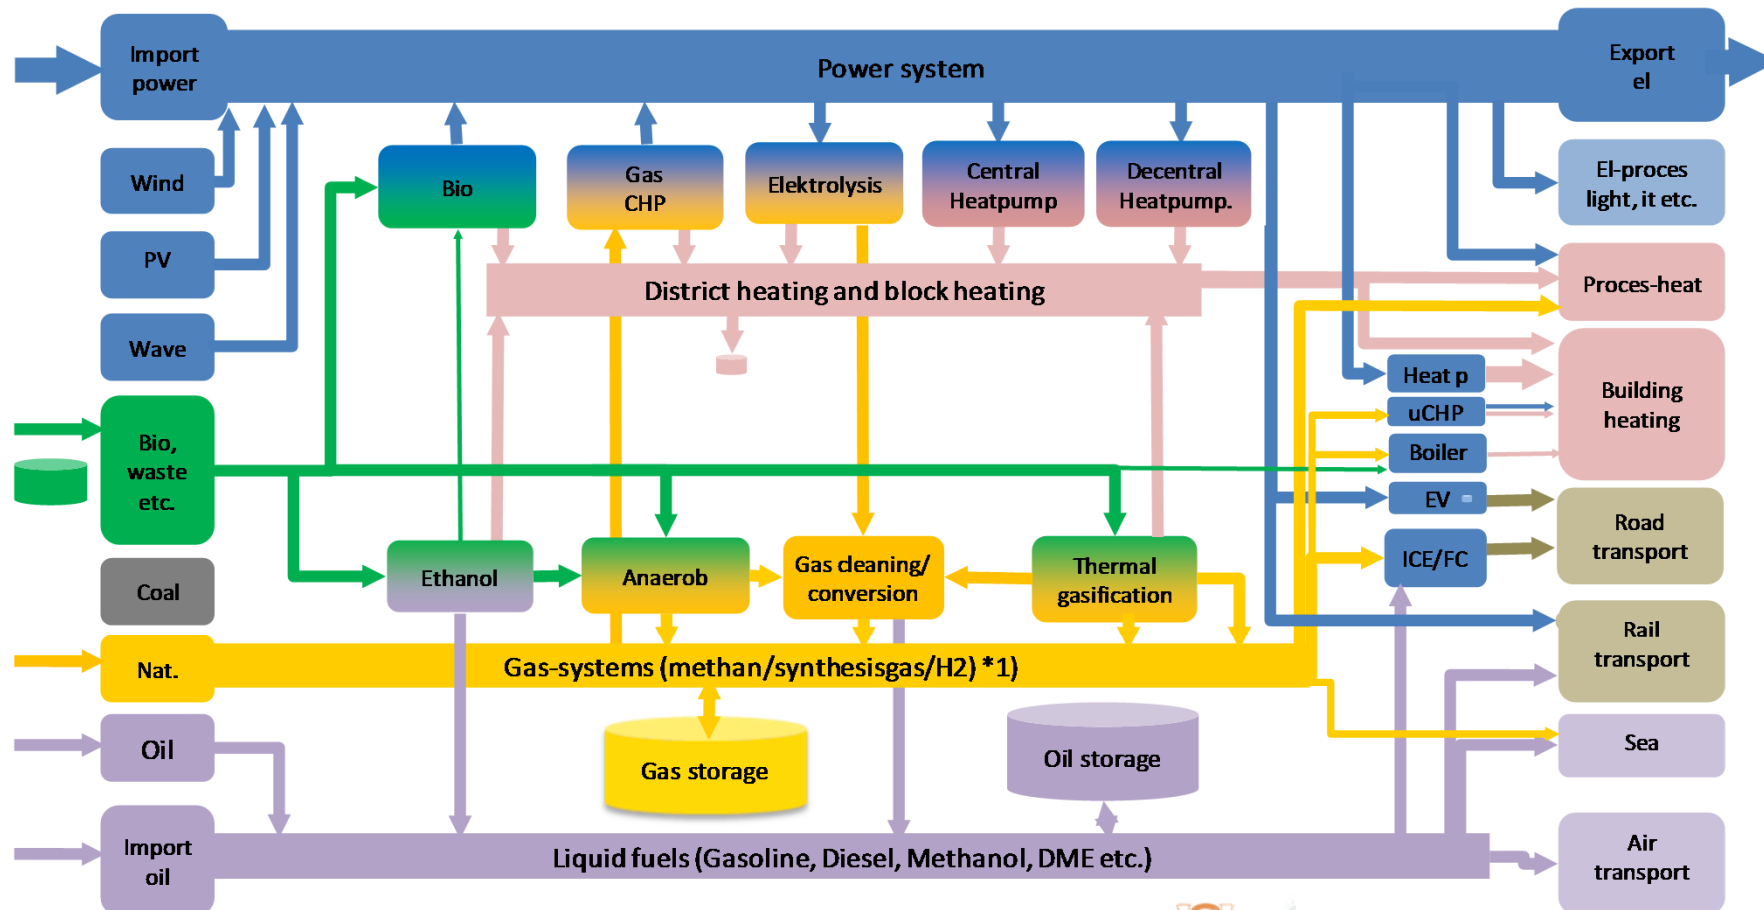 Import
power
Power system
Export
el
Wind
Bio
Gas
CHP
Elektrolysis
Central
Heatpump
Decentral
Heatpump.
El-proces
light, it etc.
PV
District heating and block heating
Proces-heat
Wave
Heat p
uCHP
Boiler
Building
heating
Bio,
waste
etc.
EV
Road
transport
Coal
Ethanol
Anaerob
Gas cleaning/
conversion
Thermal
gasification
ICE/FC
Nat.
Gas-systems (methan/synthesisgas/H2) *1)
Rail
transport
Oil
Gas storage
Oil storage
Sea
Import
oil
Liquid fuels (Gasoline, Diesel, Methanol, DME etc.)
Air
transport